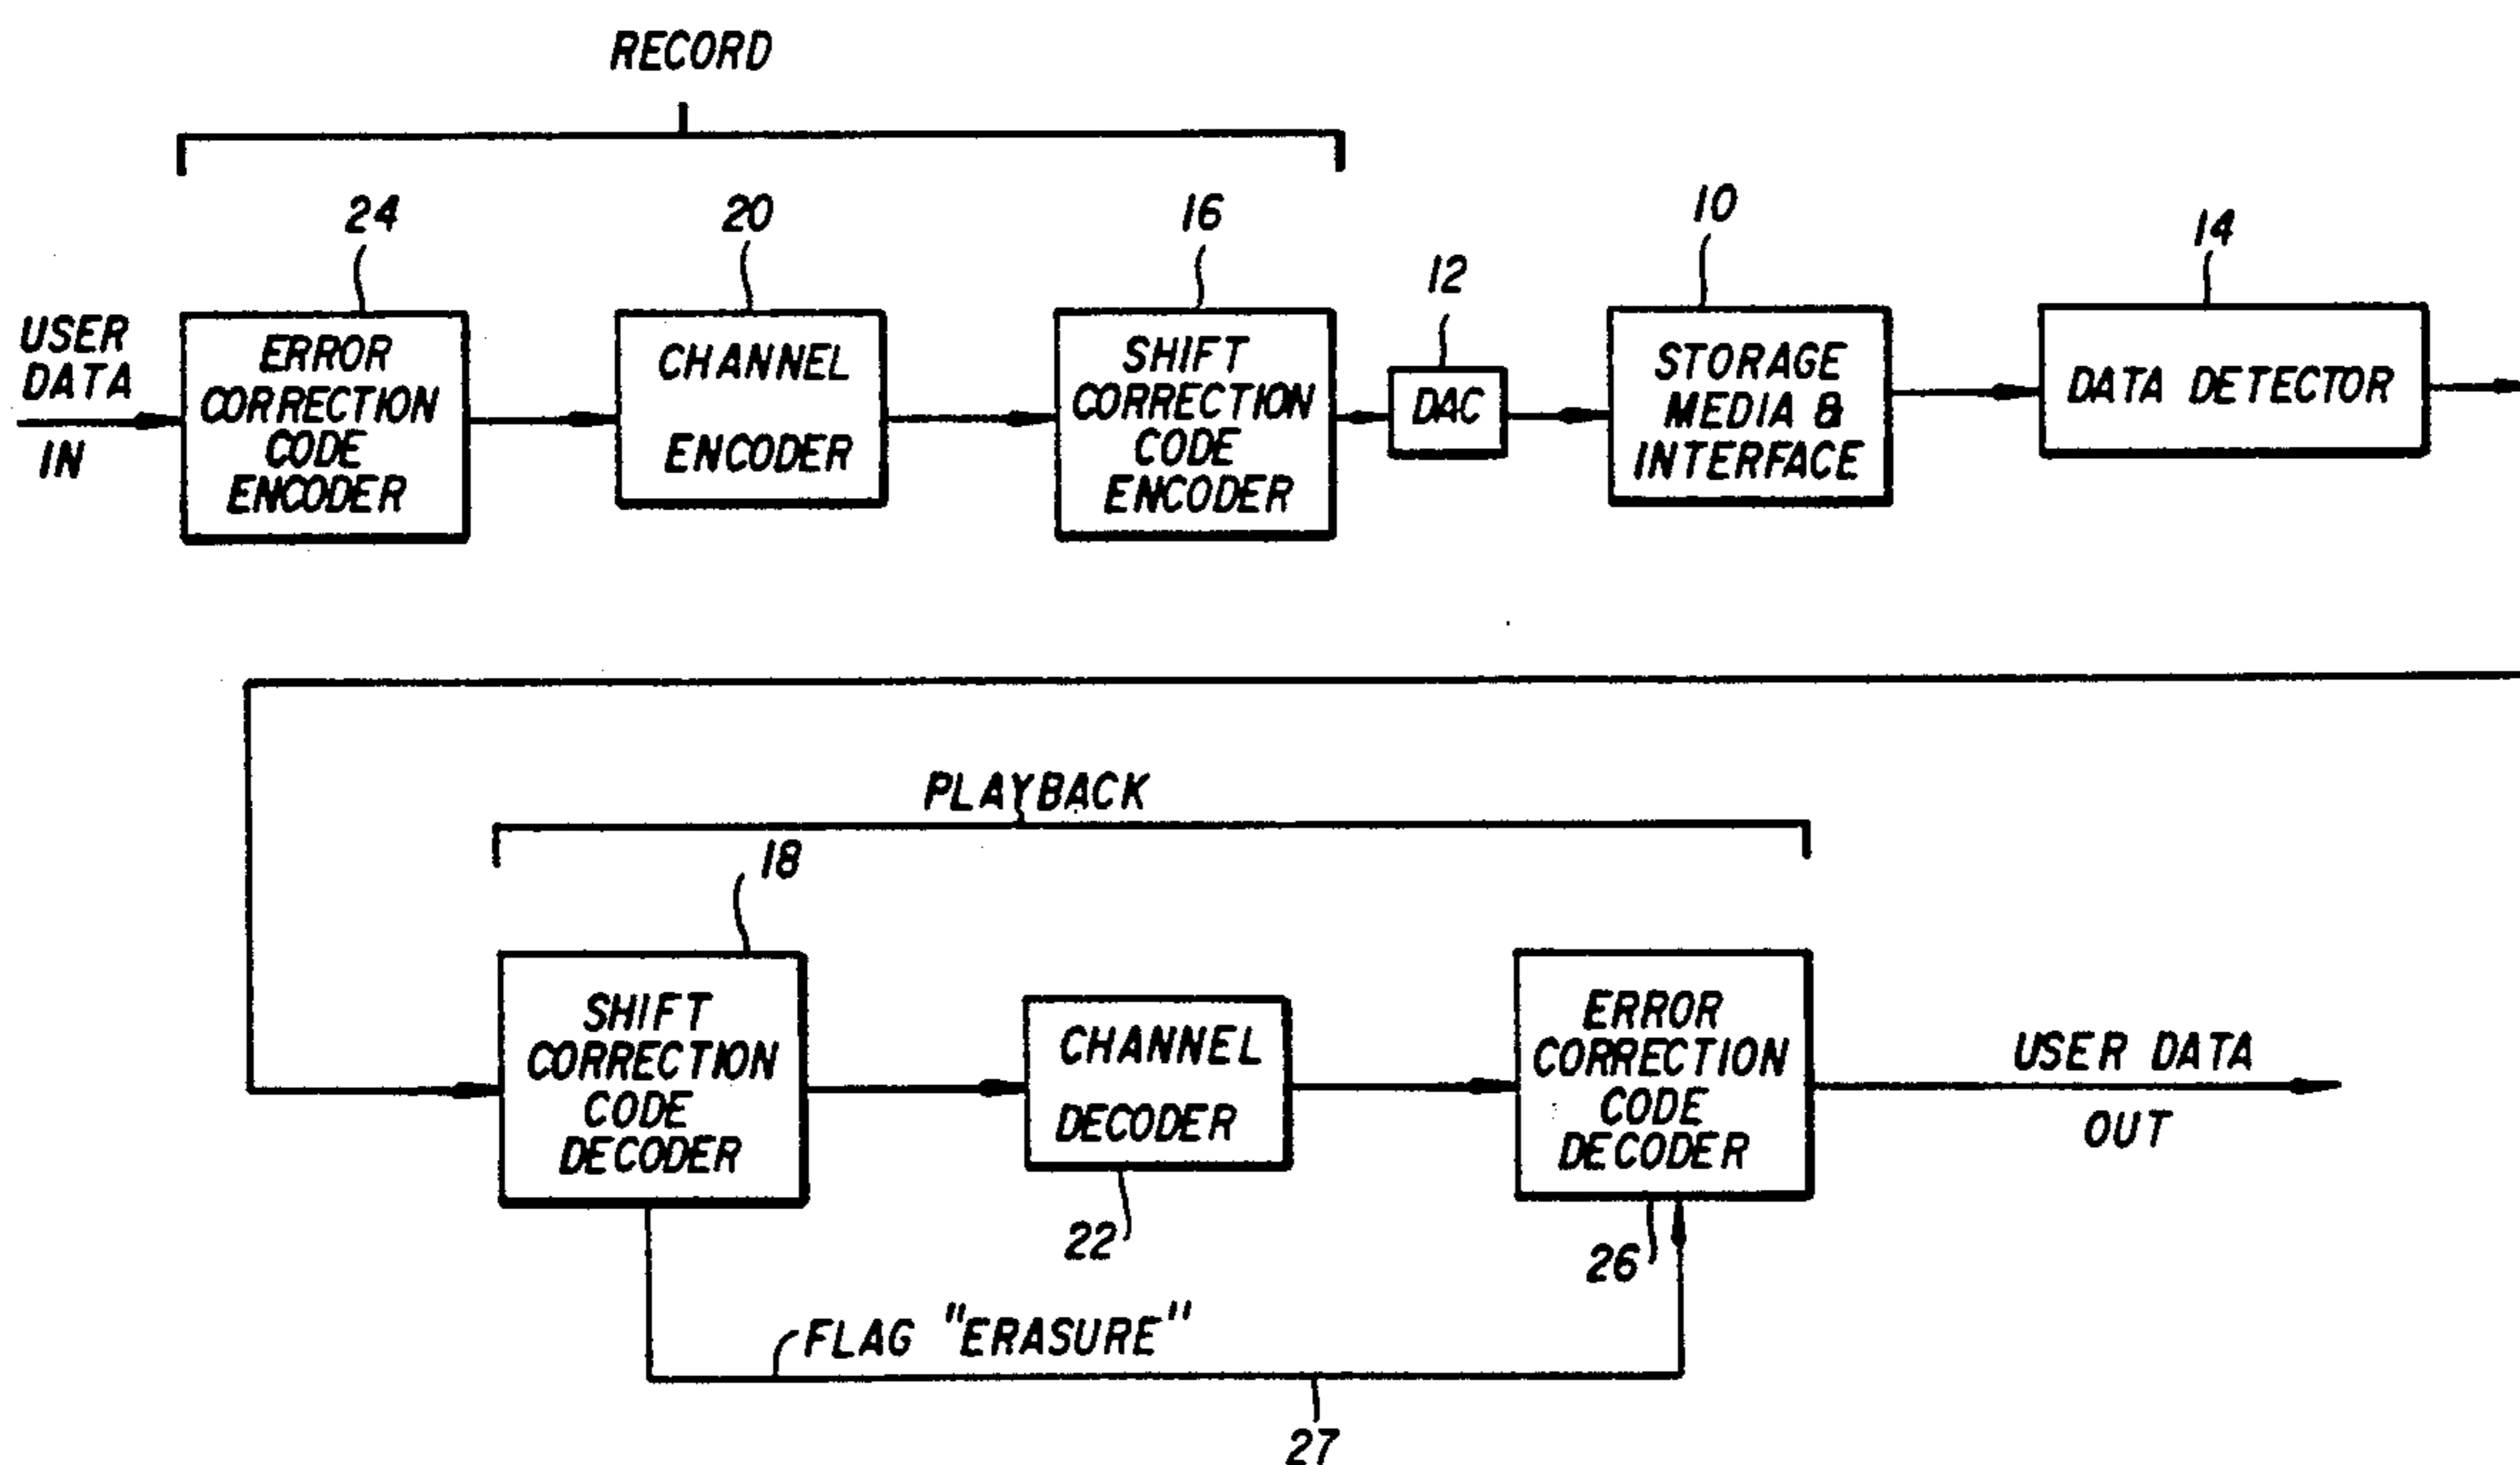 RECORD
24
20
16
12
10
14
USER
DATA
IN
ERROR
CORRECTION
CODE
ENCODER
CHANNEL
ENCODER
SHIFT
CORRECTION
CODE
ENCODER
DAC
STORAGE
MEDIA &
INTERFACE
DATA DETECTOR
PLAYBACK
18
SHIFT
CORRECTION
CODE
DECODER
CHANNEL
DECODER
22
ERROR
CORRECTION
CODE
DECODER
26
USER DATA
OUT
FLAG "ERASURE"
27